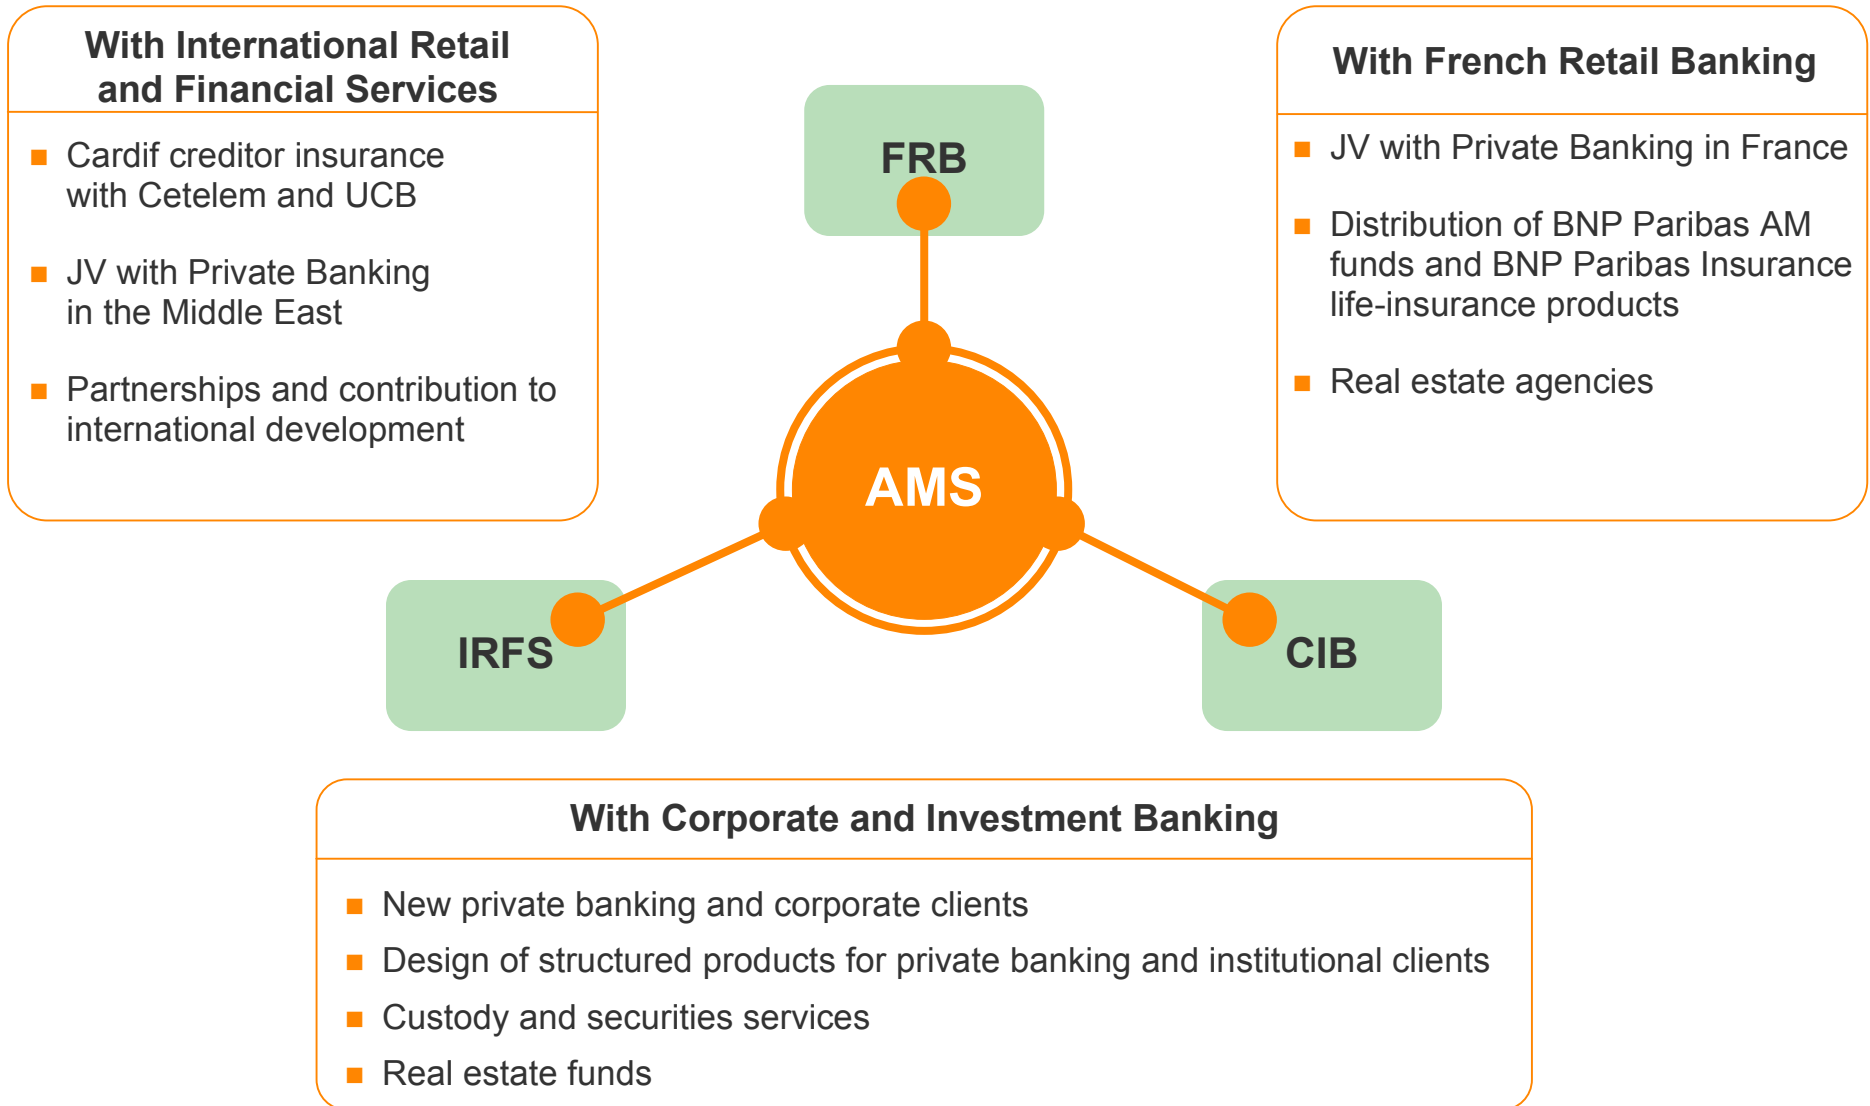 With International Retail
and Financial Services
■ Cardif creditor insurance
with Cetelem and UCB
■ JV with Private Banking
in the Middle East
■ Partnerships and contribution to
international development
With French Retail Banking
■ JV with Private Banking in France
■ Distribution of BNP Paribas AM
funds and BNP Paribas Insurance
life-insurance products
■ Real estate agencies
FRB
AMS
IRFS
CIB
With Corporate and Investment Banking
■ New private banking and corporate clients
■ Design of structured products for private banking and institutional clients
■ Custody and securities services
■ Real estate funds